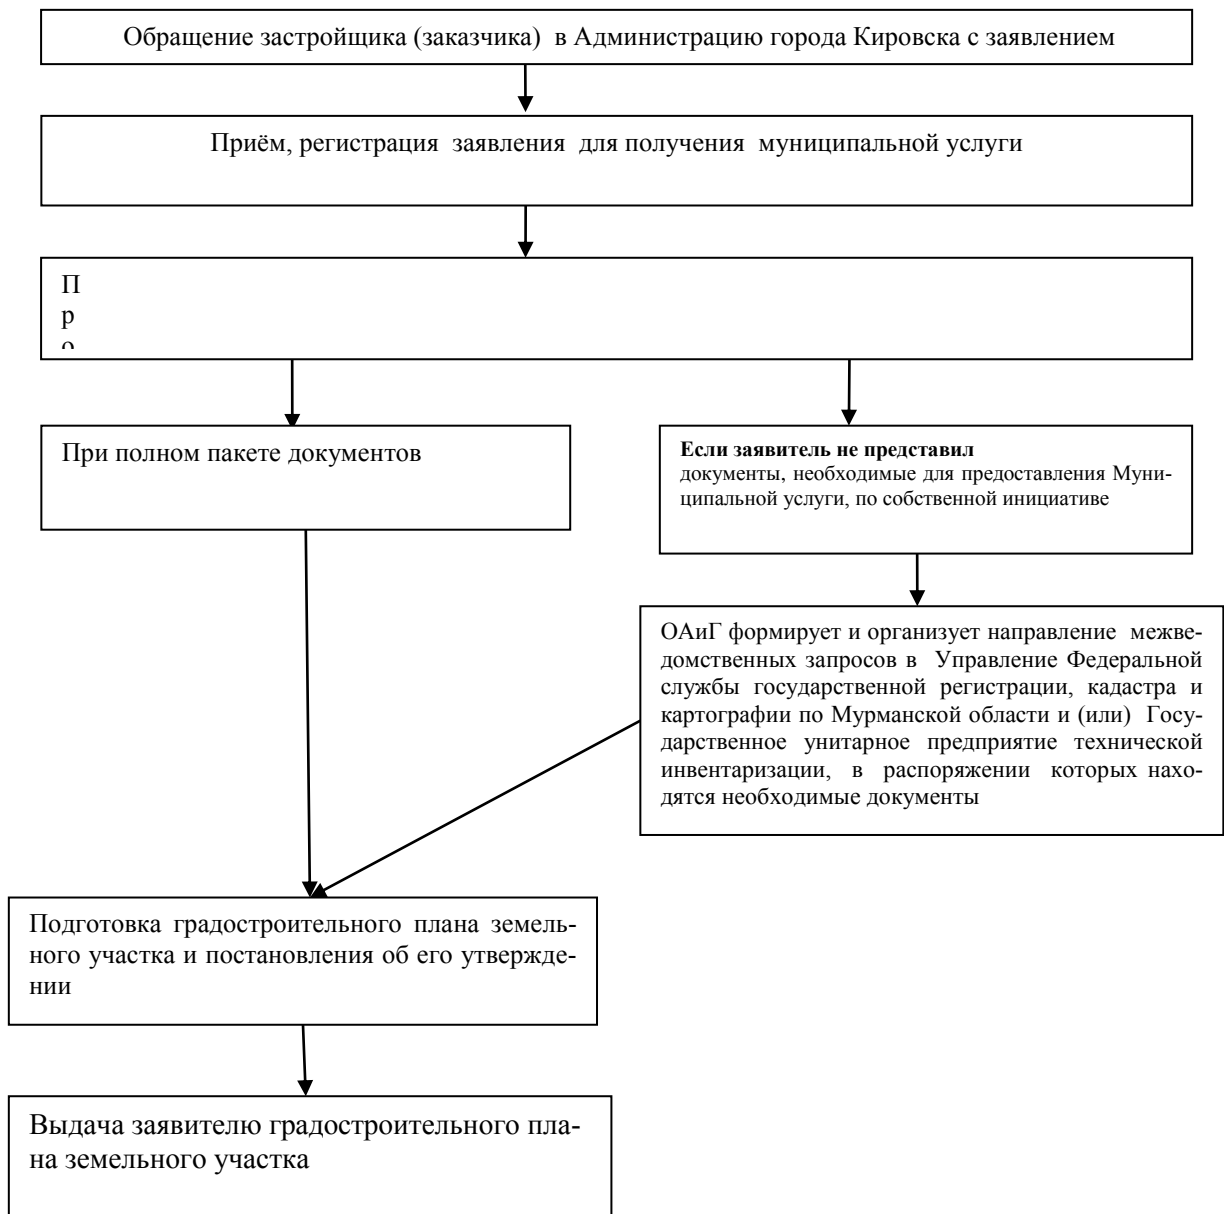 Обращение застройщика (заказчика) в Администрацию города Кировска с заявлением
Приём, регистрация заявления для получения муниципальной услуги
П
р
о
При полном пакете документов
Если заявитель не представил
документы, необходимые для предоставления Муни-
ципальной услуги, по собственной инициативе
ОАиГ формирует и организует направление межве-
домственных запросов в Управление Федеральной
службы государственной регистрации, кадастра и
картографии по Мурманской области и (или) Госу-
дарственное унитарное предприятие технической
инвентаризации, в распоряжении которых нахо-
дятся необходимые документы
Подготовка градостроительного плана земель-
ного участка и постановления об его утвержде-
нии
Выдача заявителю градостроительного пла-
на земельного участка